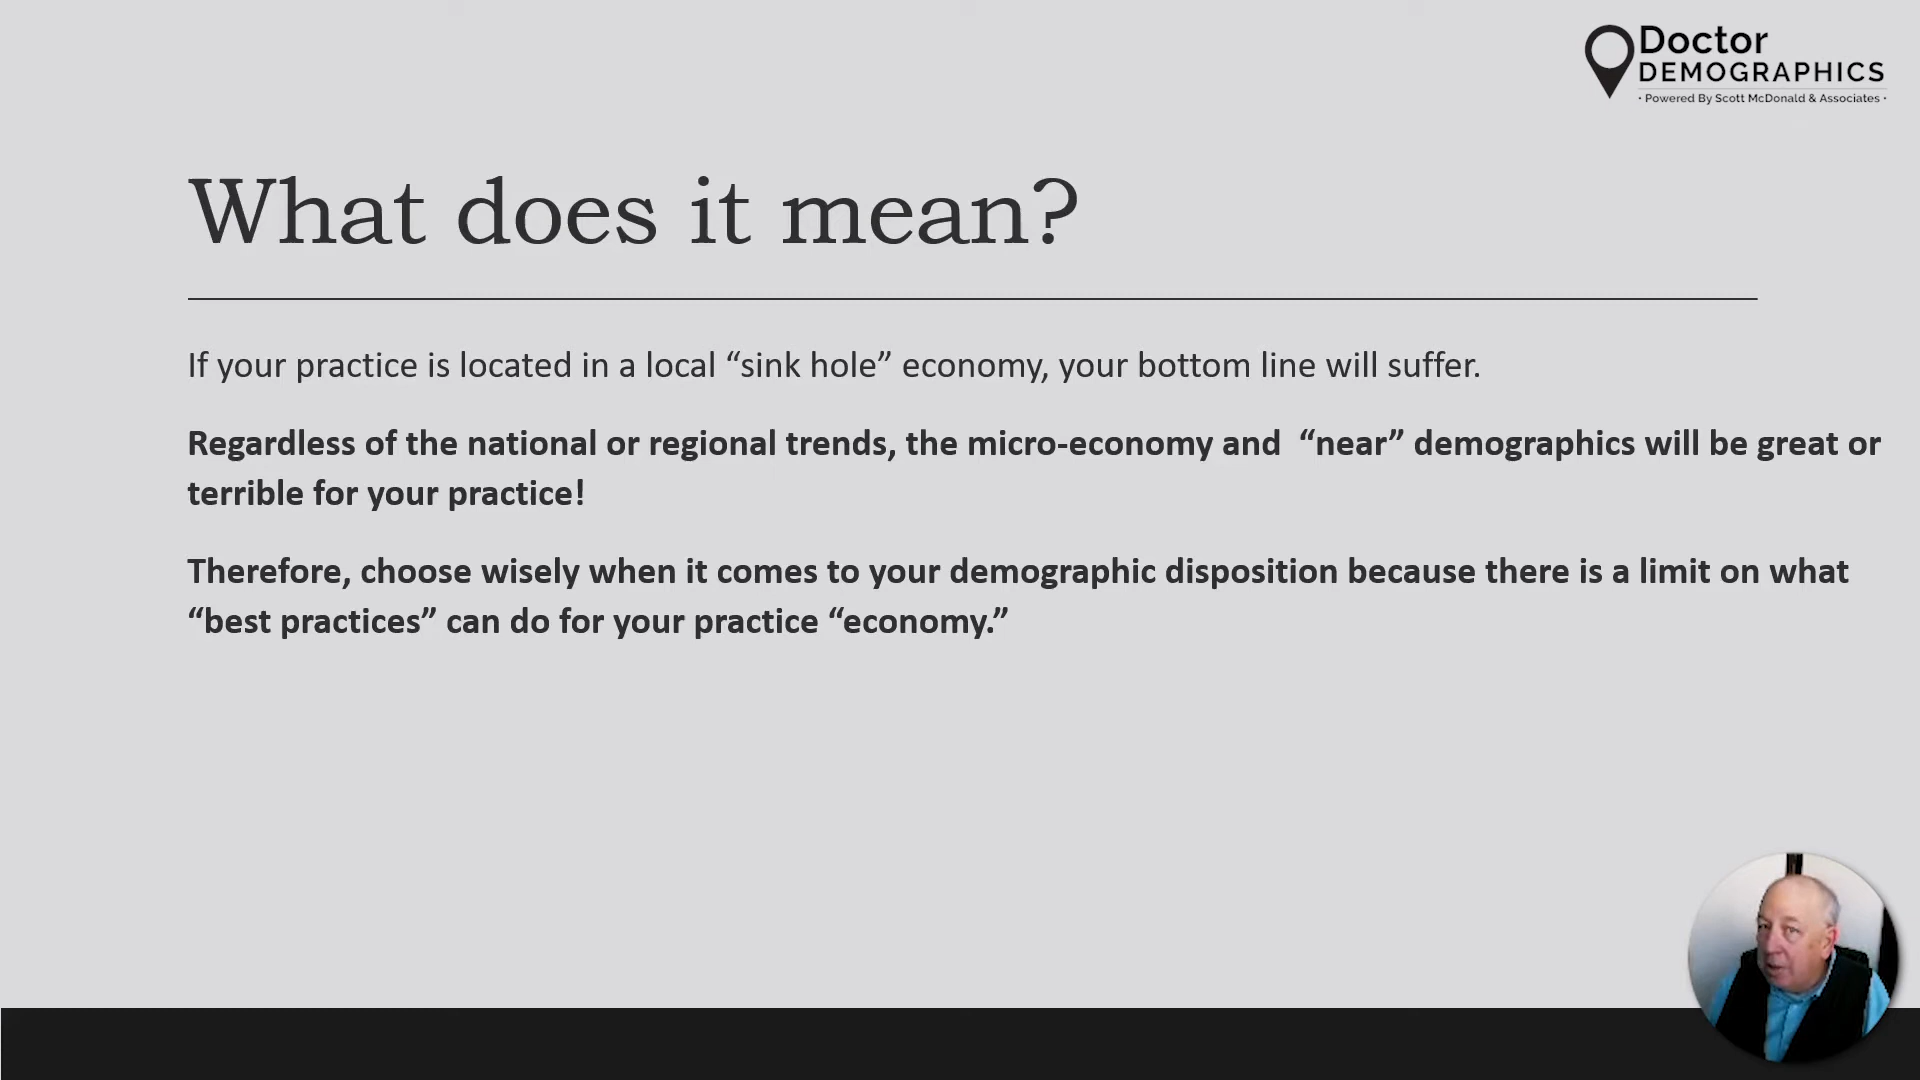 Doctor
DEMOGRAPHICS
· Powered By Scott McDonald & Associates ·
What does it mean?
If your practice is located in a local “sink hole” economy, your bottom line will suffer.
Regardless of the national or regional trends, the micro-economy and “near” demographics will be great or
terrible for your practice!
Therefore, choose wisely when it comes to your demographic disposition because there is a limit on what
“best practices” can do for your practice “economy.”